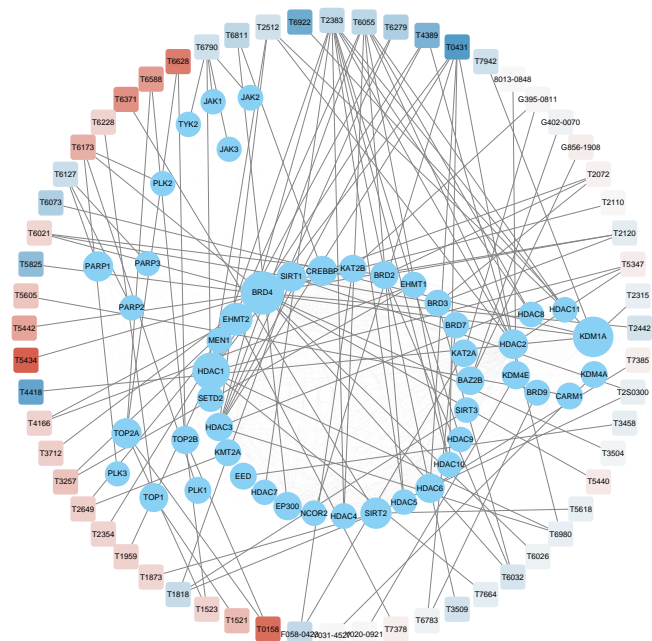 T6922
T2383
T6055
T2512
T6279
T6811
T4389
T6790
T0431
T6628
T7942
T6588
8013-0848
T6371
G395-0811
T6228
G402-0070
T6173
G856-1908
T6127
T2072
T6073
T2110
T6021
T2120
T5825
T5347
T5605
T2315
T5442
T2442
T5434
T7385
T4418
T2S0300
T4166
T3458
T3712
T3504
T3257
T5440
T2649
T5618
T2354
T6980
T1959
T6026
T1873
T6032
T1818
T7664
T1523
T3509
T1521
T6783
T0158
T7378
JAK1
JAK2
TYK2
JAK3
PLK2
PARP1
PARP3
PARP2
BRD4
SIRT1
CREBBP
KAT2B
BRD2
EHMT1
BRD3
BRD7
HDAC8
HDAC11
KDM1A
HDAC2
EHMT2
MEN1
KAT2A
HDAC1
BAZ2B
KDM4E
KDM4A
BRD9
CARM1
SETD2
SIRT3
HDAC3
TOP2A
TOP2B
KMT2A
HDAC9
HDAC10
PLK3
EED
PLK1
TOP1
HDAC7
HDAC6
EP300
HDAC5
NCOR2
HDAC4
SIRT2